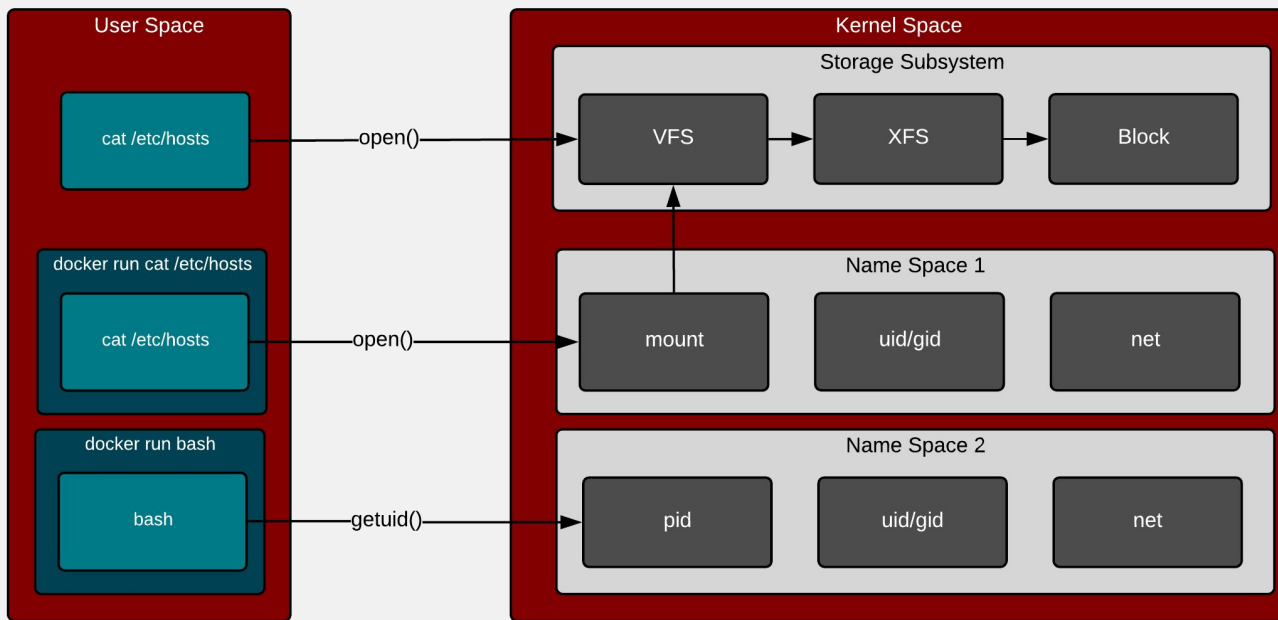 User Space
cat /etc/hosts
docker run cat /etc/hosts
cat /etc/hosts
docker run bash
bash
open()
open()
getuid()
Kernel Space
Storage Subsystem
VFS
XFS
Block
Name Space 1
mount
uid/gid
net
Name Space 2
pid
uid/gid
net